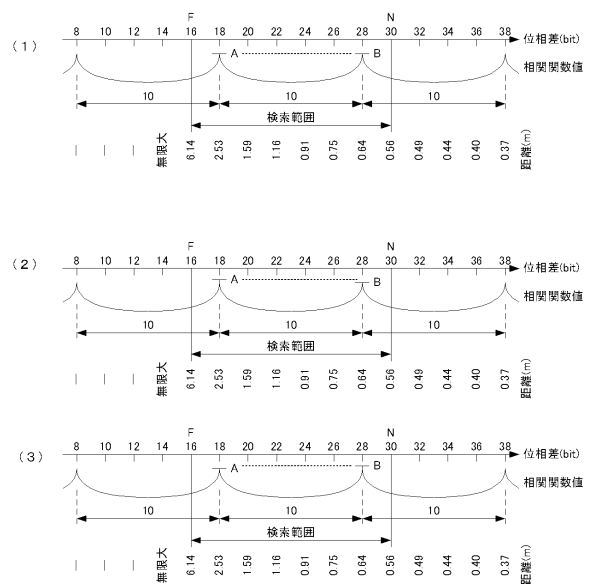 F N
8 10 12 14 16 18 20 22 24 26 28 30 32 34 36 38 位相差(bit)
(1) A B 相関関数値
10 10 10
検索範囲
― ― ― 無限大 6.14 2.53 1.59 1.16 0.91 0.75 0.64 0.56 0.49 0.44 0.40 0.37 距離(m)
F N
(2) 8 10 12 14 16 18 20 22 24 26 28 30 32 34 36 38 位相差(bit)
A B 相関関数値
10 10 10
検索範囲
― ― ― 無限大 6.14 2.53 1.59 1.16 0.91 0.75 0.64 0.56 0.49 0.44 0.40 0.37 距離(m)
F N
8 10 12 14 16 18 20 22 24 26 28 30 32 34 36 38 位相差(bit)
(3) A B 相関関数値
10 10 10
検索範囲
― ― ― 無限大 6.14 2.53 1.59 1.16 0.91 0.75 0.64 0.56 0.49 0.44 0.40 0.37 距離(m)